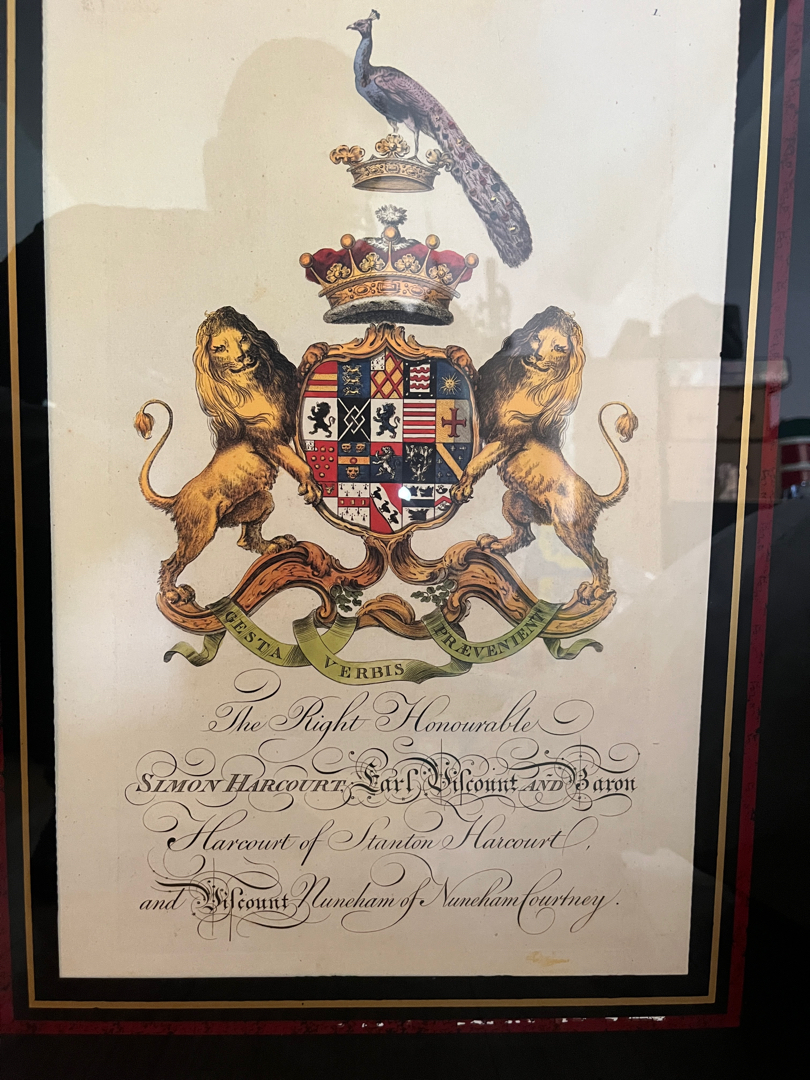 1.
GESTA VERBIS PRÆVENIENT
The Right Honourable
SIMON HARCOURT, Earl Viscount AND Baron
Harcourt of Stanton Harcourt,
and Viscount Nuneham of Nuneham Courtney.